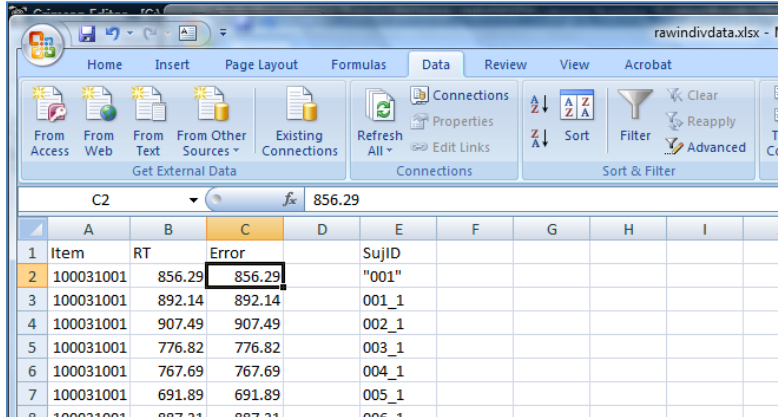 rawindivdata.xlsx -
Home Insert Page Layout Formulas Data Review View Acrobat
From Access From Web From Text From Other Sources Existing Connections Refresh All Connections Properties Edit Links Sort Filter Clear Reapply Advanced
Get External Data Connections Sort & Filter
C2 fx 856.29
A B C D E F G H I
1 Item RT Error SujID
2 100031001 856.29 856.29 "001"
3 100031001 892.14 892.14 001_1
4 100031001 907.49 907.49 002_1
5 100031001 776.82 776.82 003_1
6 100031001 767.69 767.69 004_1
7 100031001 691.89 691.89 005_1